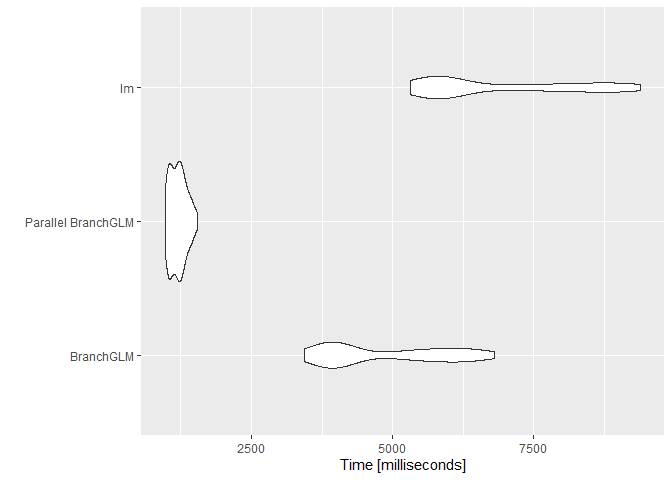 lm
Parallel BranchGLM
BranchGLM
2500
5000
7500
Time [milliseconds]